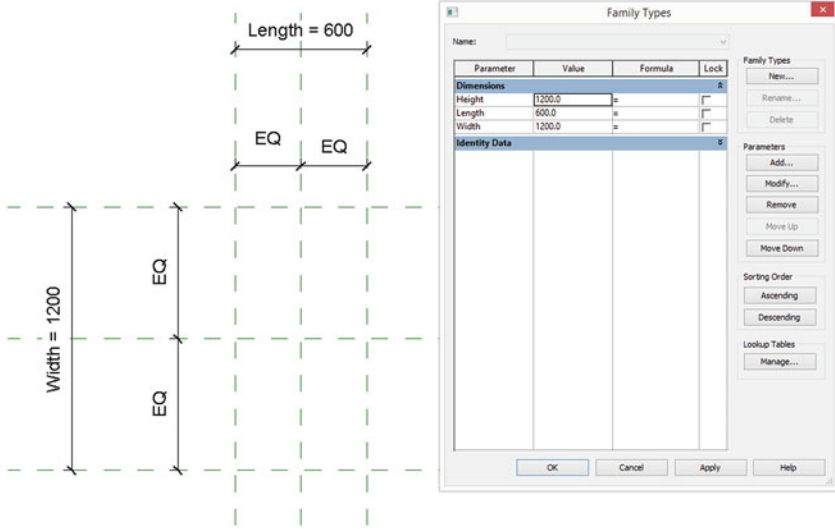 Length = 600
EQ
EQ
EQ
Width = 1200
EQ
Family Types
Name:
Parameter Value Formula Lock
Dimensions
Height 1200.0 =
Length 600.0 =
Width 1200.0 =
Identity Data
Family Types
New...
Rename...
Delete
Parameters
Add...
Modify...
Remove
Move Up
Move Down
Sorting Order
Ascending
Descending
Lookup Tables
Manage...
OK Cancel Apply Help